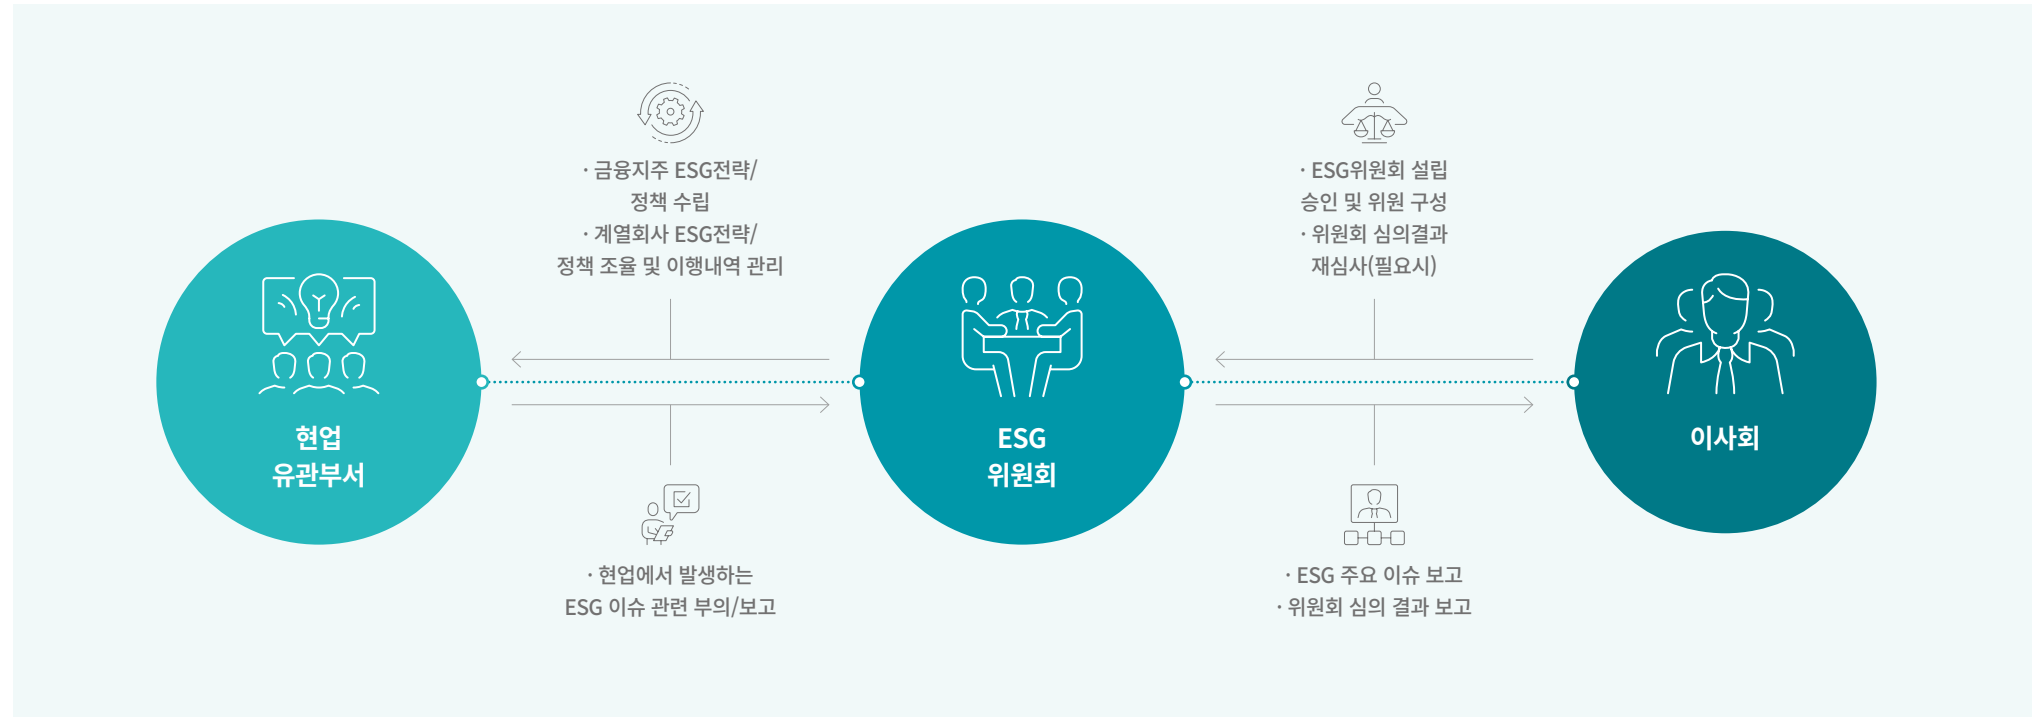 · 금융지주 ESG전략/
정책 수립
· 계열회사 ESG전략/
정책 조율 및 이행내역 관리
· ESG위원회 설립
승인 및 위원 구성
· 위원회 심의결과
재심사(필요시)
현업
유관부서
ESG
위원회
이사회
· 현업에서 발생하는
ESG 이슈 관련 부의/보고
· ESG 주요 이슈 보고
· 위원회 심의 결과 보고